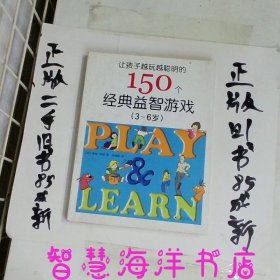 让孩子越玩越聪明的
150个
经典益智游戏
(3~6岁)
PLAY
&
LEARN
正版二手旧书85成新
正版旧书85成新
智慧海洋书店